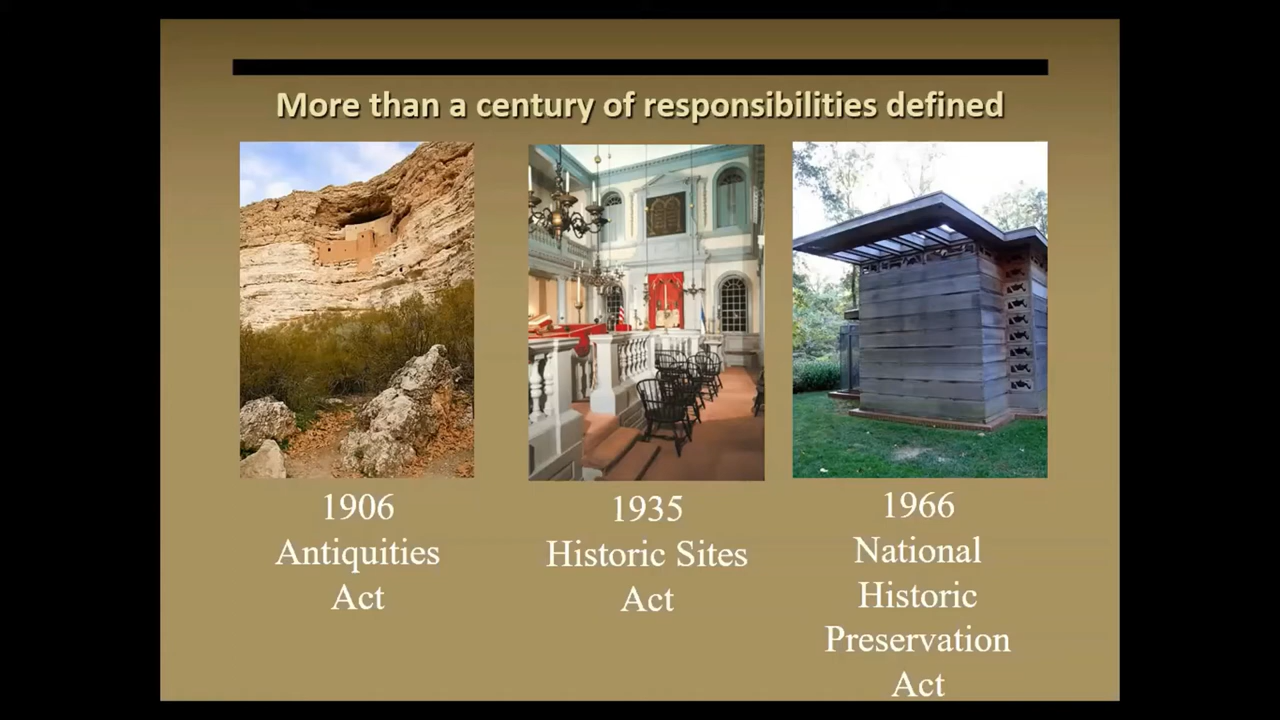 More than a century of responsibilities defined
1906
Antiquities
Act
1935
Historic Sites
Act
1966
National
Historic
Preservation
Act